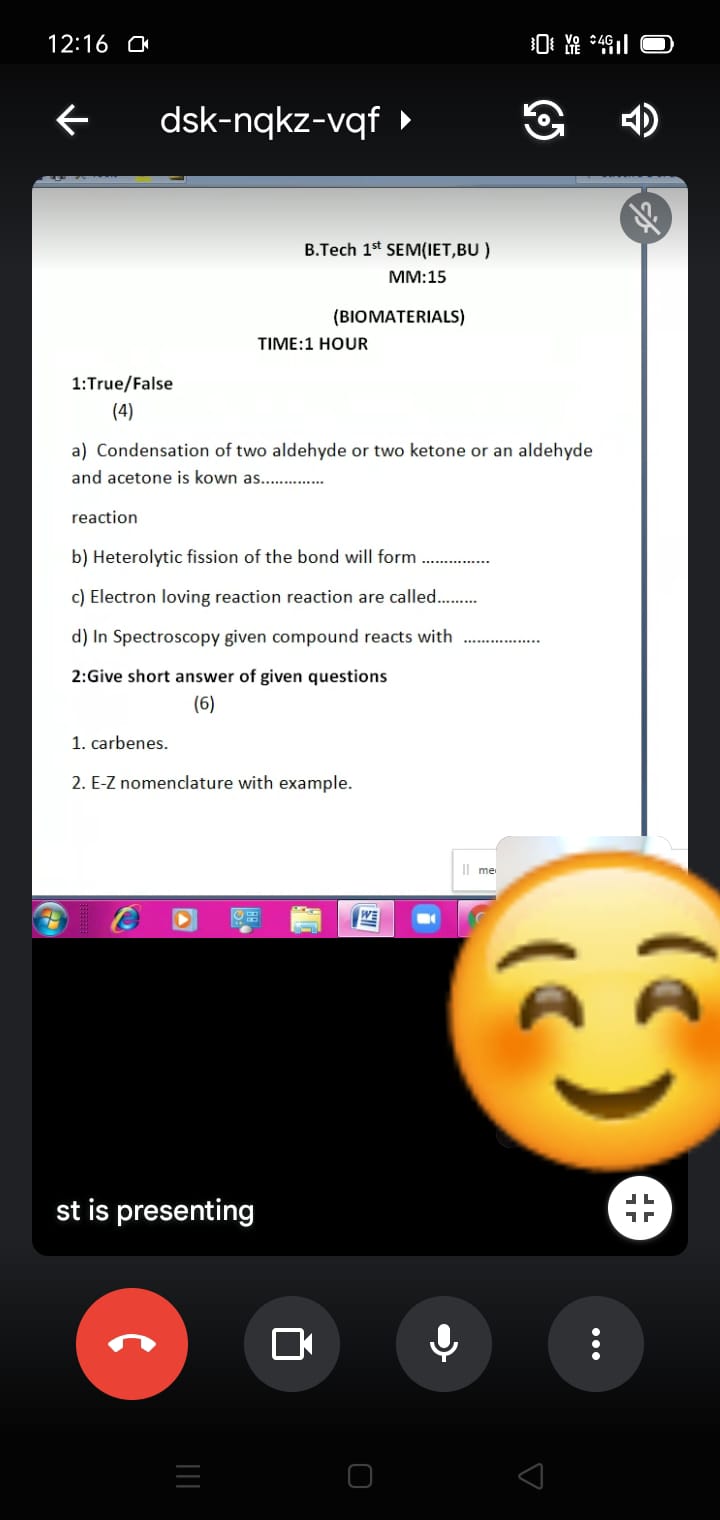 12:16
Vo
LTE
4G
dsk-nqkz-vqf
B.Tech 1st SEM(IET,BU )
MM:15
(BIOMATERIALS)
TIME:1 HOUR
1:True/False
(4)
a) Condensation of two aldehyde or two ketone or an aldehyde
and acetone is kown as..............
reaction
b) Heterolytic fission of the bond will form ...............
c) Electron loving reaction reaction are called.........
d) In Spectroscopy given compound reacts with .................
2:Give short answer of given questions
(6)
1. carbenes.
2. E-Z nomenclature with example.
st is presenting